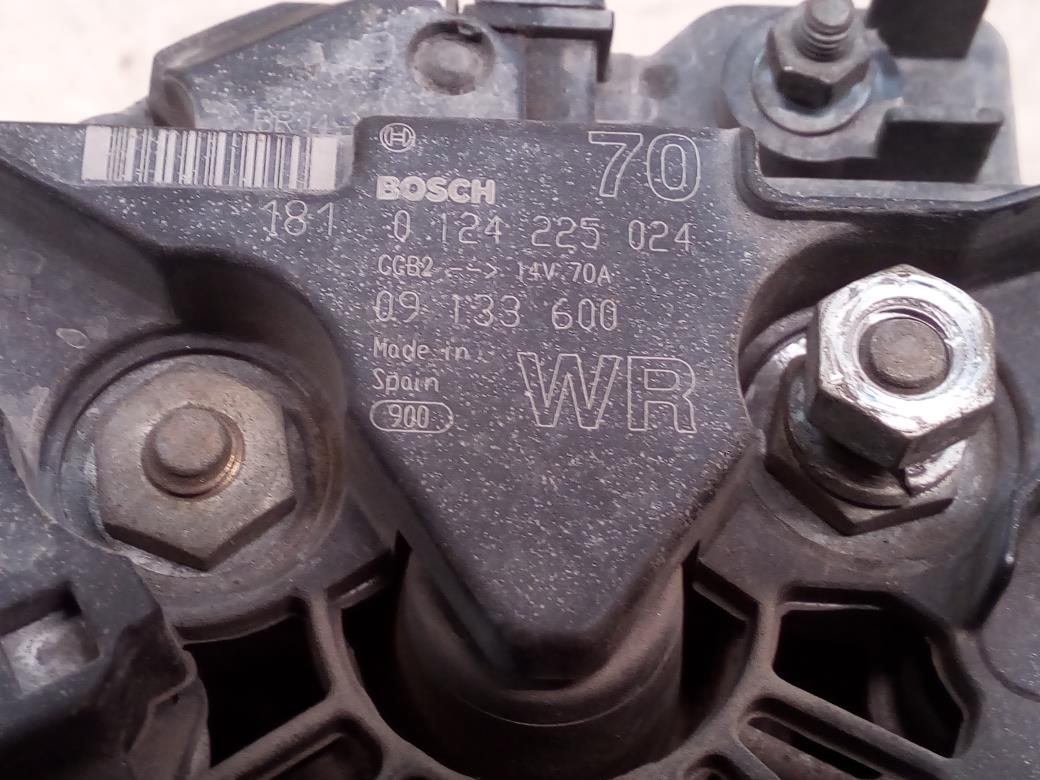 BOSCH
70
181 0 124 225 024
CGB2 <--> 14V 70A
09 133 600
Made in
Spain
WR
900